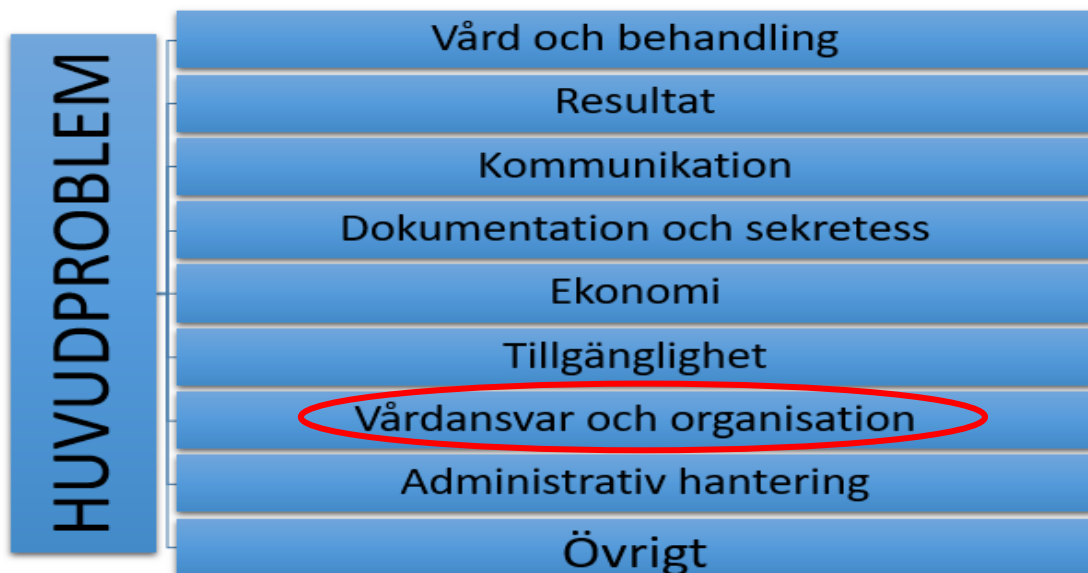 HUVUDPROBLEM
Vård och behandling
Resultat
Kommunikation
Dokumentation och sekretess
Ekonomi
Tillgänglighet
Vårdansvar och organisation
Administrativ hantering
Övrigt